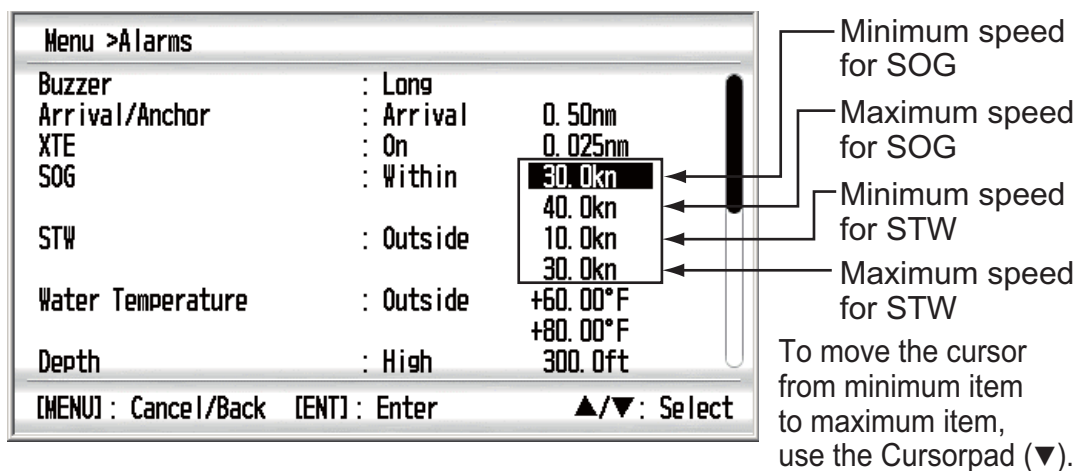 Menu >Alarms
Buzzer : Long
Arrival/Anchor : Arrival 0.50nm
XTE : On 0.025nm
SOG : Within 30.0kn
40.0kn
STW : Outside 10.0kn
30.0kn
Water Temperature : Outside +60.00°F
+80.00°F
Depth : High 300.0ft
[MENU] : Cancel/Back [ENT] : Enter ▲/▼ : Select
Minimum speed
for SOG
Maximum speed
for SOG
Minimum speed
for STW
Maximum speed
for STW
To move the cursor
from minimum item
to maximum item,
use the Cursorpad (▼).